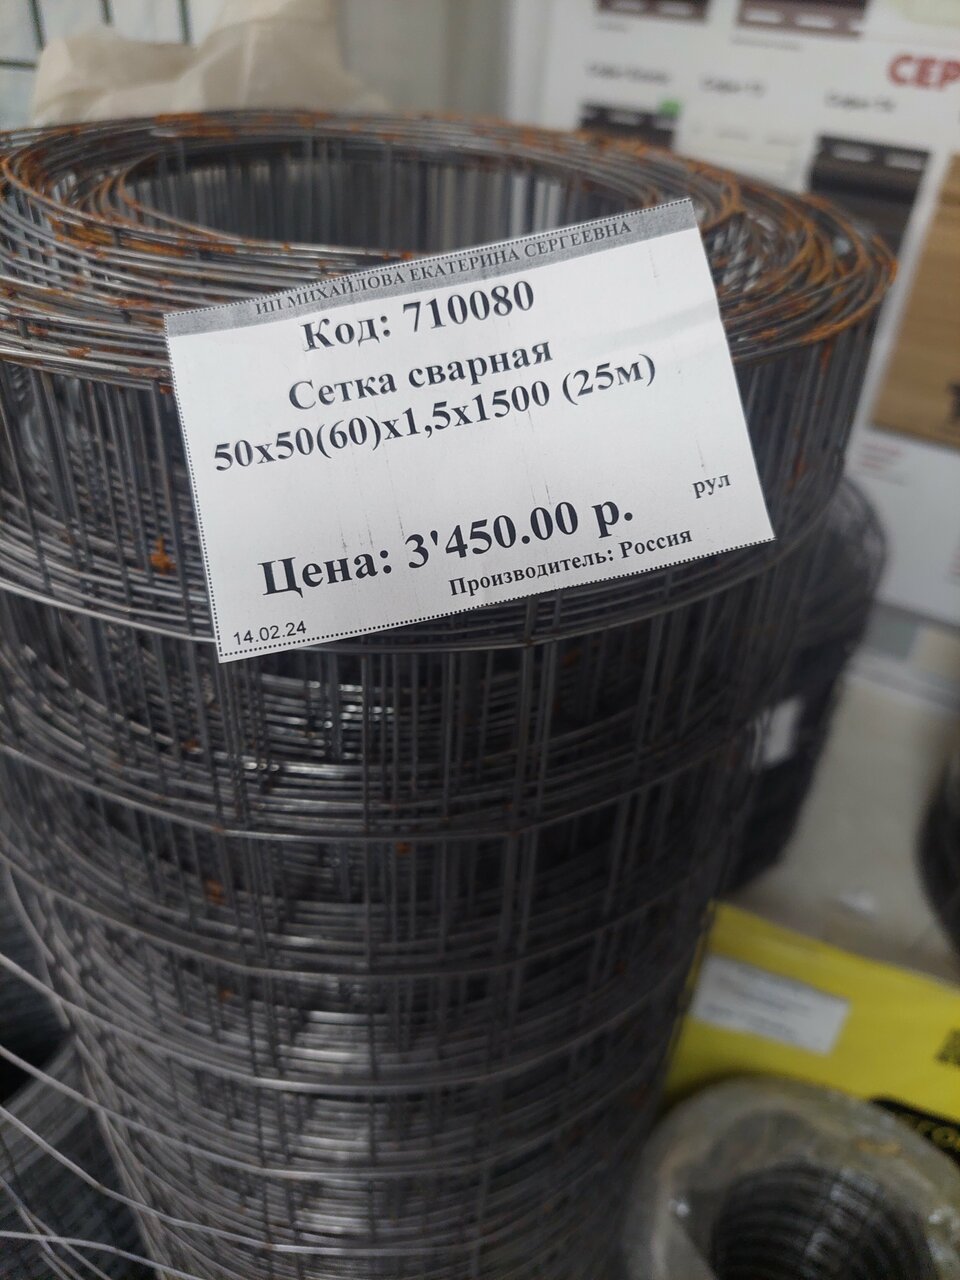 СЕР
ИП МИХАЙЛОВА ЕКАТЕРИНА СЕРГЕЕВНА
Код: 710080
Сетка сварная
50х50(60)х1,5х1500 (25м)
рул
Цена: 3'450.00 р.
Производитель: Россия
14.02.24